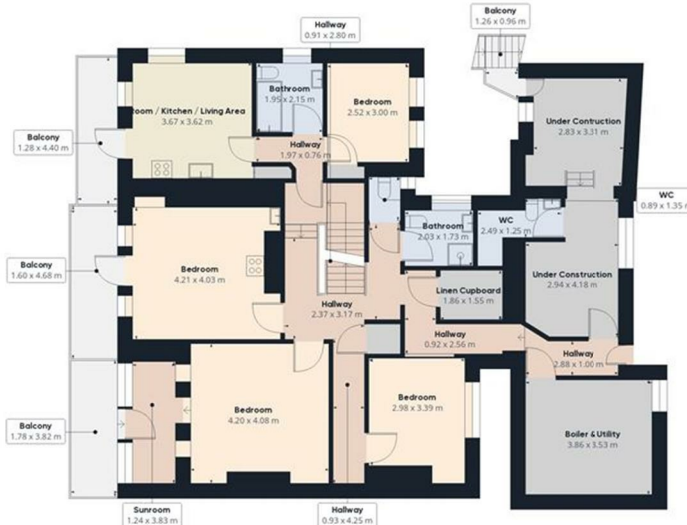 Balcony
1.26 x 0.96 m
Hallway
0.91 x 2.80 m
Bathroom
1.95 x 2.15 m
Bedroom
2.52 x 3.00 m
oom / Kitchen / Living Area
3.67 x 3.62 m
Under Contruction
2.83 x 3.31 m
Balcony
1.28 x 4.40 m
Hallway
1.97 x 0.76 m
WC
0.89 x 1.35 m
Bathroom
2.03 x 1.73 m
WC
2.49 x 1.25 m
Balcony
1.60 x 4.68 m
Bedroom
4.21 x 4.03 m
Under Construction
2.94 x 4.18 m
Linen Cupboard
1.86 x 1.55 m
Hallway
2.37 x 3.17 m
Hallway
0.92 x 2.56 m
Hallway
2.88 x 1.00 m
Bedroom
2.98 x 3.39 m
Bedroom
4.20 x 4.08 m
Balcony
1.78 x 3.82 m
Boiler & Utility
3.86 x 3.53 m
Sunroom
1.24 x 3.83 m
Hallway
0.93 x 4.25 m